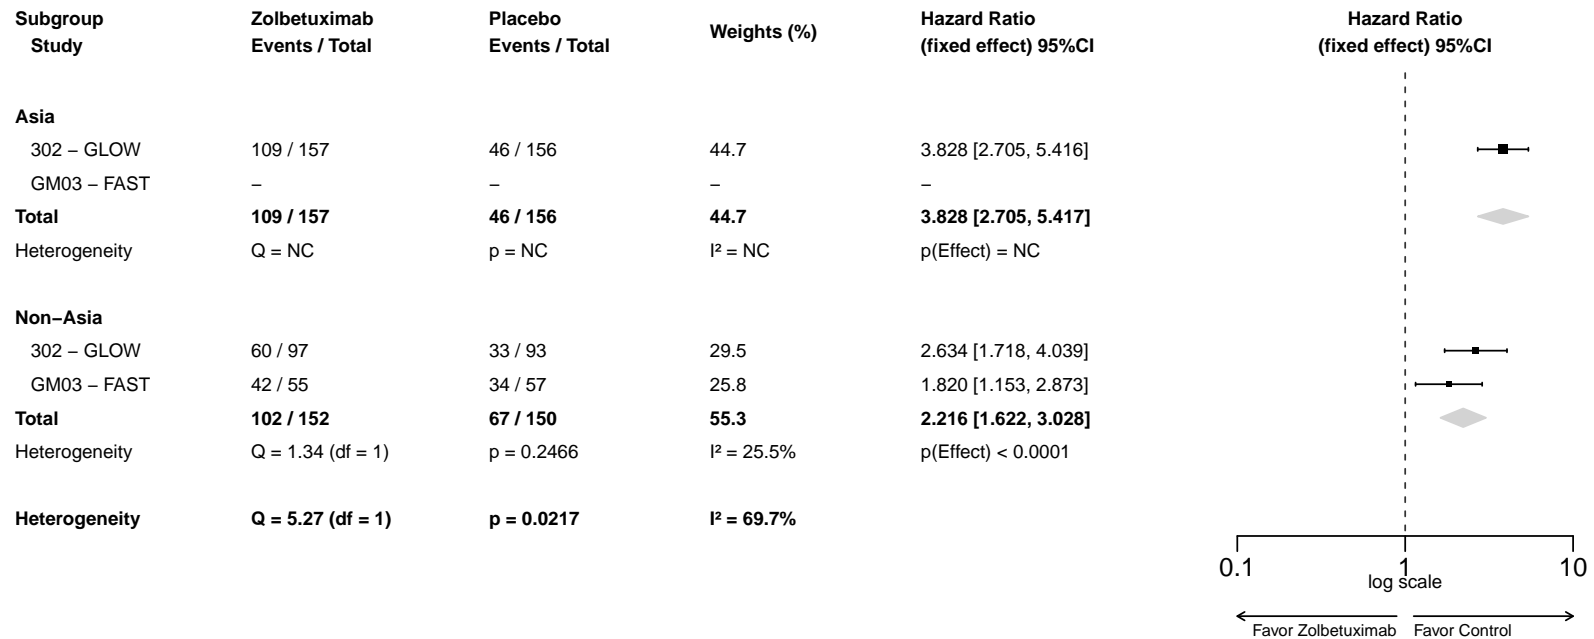 Subgroup Zolbetuximab Placebo Weights (%) Hazard Ratio Hazard Ratio
Study Events / Total Events / Total (fixed effect) 95%CI (fixed effect) 95%CI
Asia
302 − GLOW 109 / 157 46 / 156 44.7 3.828 [2.705, 5.416]
GM03 − FAST − − − −
Total 109 / 157 46 / 156 44.7 3.828 [2.705, 5.417]
Heterogeneity Q = NC p = NC I² = NC p(Effect) = NC
Non−Asia
302 − GLOW 60 / 97 33 / 93 29.5 2.634 [1.718, 4.039]
GM03 − FAST 42 / 55 34 / 57 25.8 1.820 [1.153, 2.873]
Total 102 / 152 67 / 150 55.3 2.216 [1.622, 3.028]
Heterogeneity Q = 1.34 (df = 1) p = 0.2466 I² = 25.5% p(Effect) < 0.0001
Heterogeneity Q = 5.27 (df = 1) p = 0.0217 I² = 69.7%
0.1 1 10
log scale
Favor Zolbetuximab Favor Control